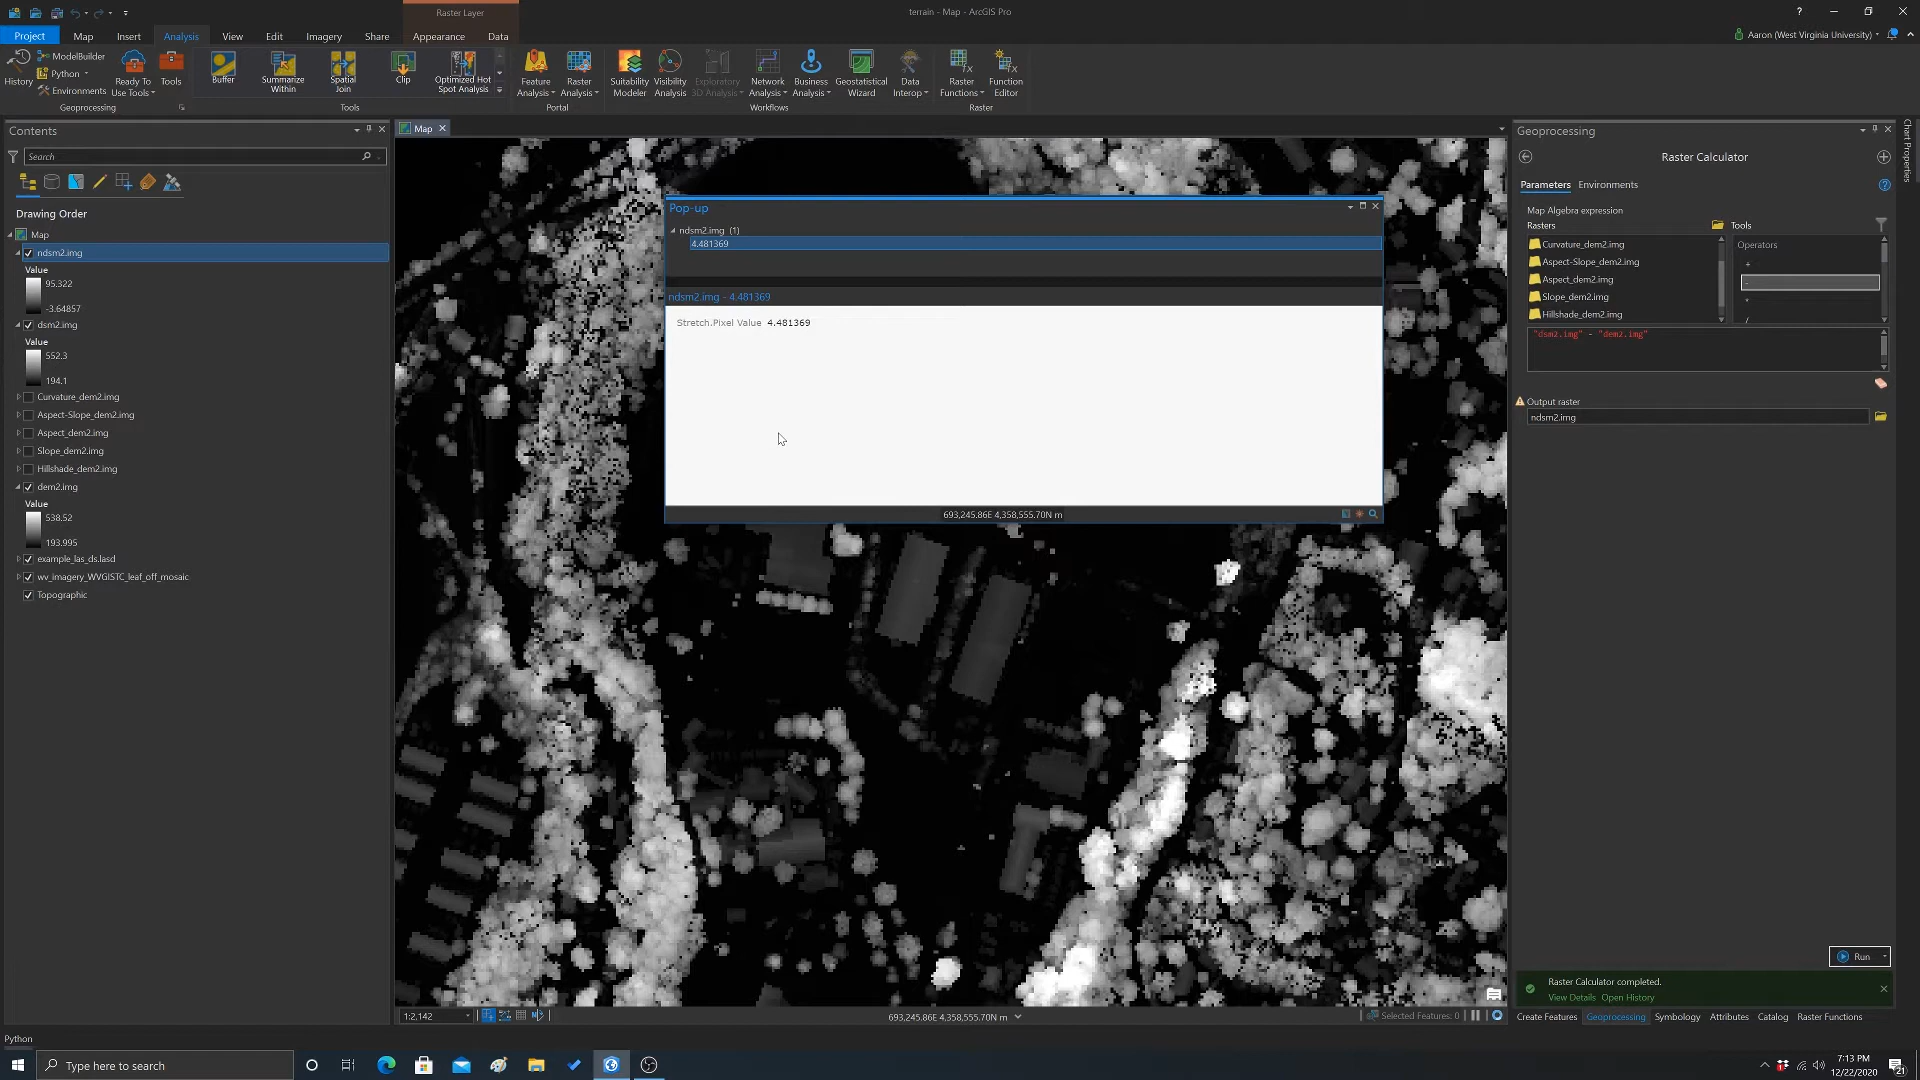 Raster Layer
terrain - Map - ArcGIS Pro
Project
Map
Insert
Analysis
View
Edit
Imagery
Share
Appearance
Data
Aaron (West Virginia University)
History
ModelBuilder
Python
Environments
Ready To Use Tools
Tools
Geoprocessing
Buffer
Summarize Within
Spatial Join
Clip
Optimized Hot Spot Analysis
Tools
Feature Analysis
Raster Analysis
Portal
Suitability Modeler
Visibility Analysis
Exploratory 3D Analysis
Network Analysis
Business Analysis
Geostatistical Wizard
Data Interop
Workflows
Raster Functions
Function Editor
Raster
Contents
Search
Drawing Order
Map
ndsm2.img
Value
95.322
-3.64857
dsm2.img
Value
552.3
194.1
Curvature_dem2.img
Aspect-Slope_dem2.img
Aspect_dem2.img
Slope_dem2.img
Hillshade_dem2.img
dem2.img
Value
538.52
193.995
example_las_ds.lasd
wv_imagery_WVGISTC_leaf_off_mosaic
Topographic
Map
Pop-up
ndsm2.img (1)
4.481369
ndsm2.img - 4.481369
Stretch.Pixel Value 4.481369
693,245.86E 4,358,555.70N m
1:2,142
693,245.86E 4,358,555.70N m
Selected Features: 0
Geoprocessing
Raster Calculator
Parameters
Environments
Map Algebra expression
Rasters
Tools
Curvature_dem2.img
Aspect-Slope_dem2.img
Aspect_dem2.img
Slope_dem2.img
Hillshade_dem2.img
Operators
+
-
*
/
"dsm2.img" - "dem2.img"
Output raster
ndsm2.img
Run
Raster Calculator completed.
View Details Open History
Create Features
Geoprocessing
Symbology
Attributes
Catalog
Raster Functions
Chart Properties
Python
Type here to search
7:13 PM
12/22/2020
21